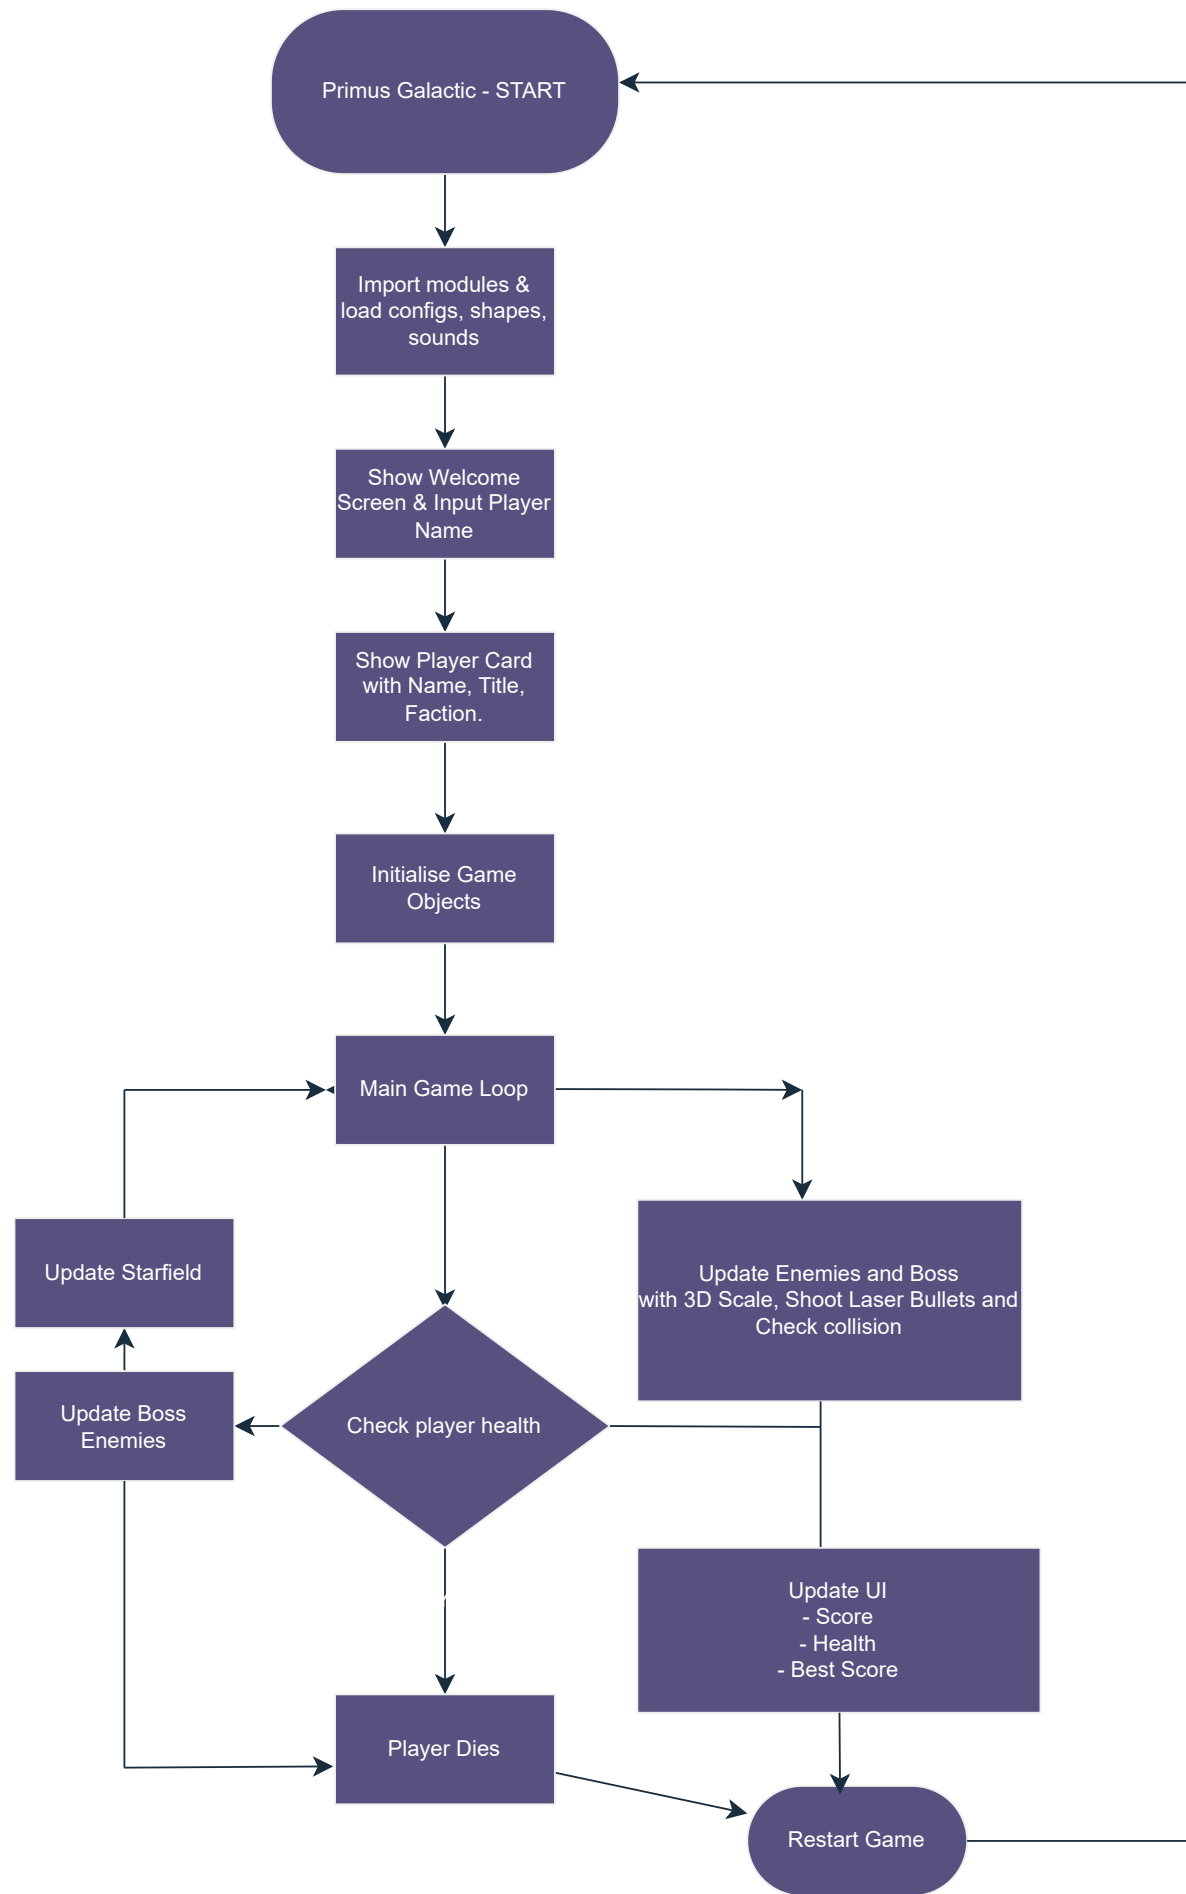 Primus Galactic - START
Import modules &
load configs, shapes,
sounds
Show Welcome
Screen & Input Player
Name
Show Player Card
with Name, Title,
Faction.
Initialise Game
Objects
Main Game Loop
Update Starfield
Update Enemies and Boss
with 3D Scale, Shoot Laser Bullets and
Check collision
Update Boss
Enemies
Check player health
Update UI
- Score
- Health
- Best Score
Player Dies
Restart Game